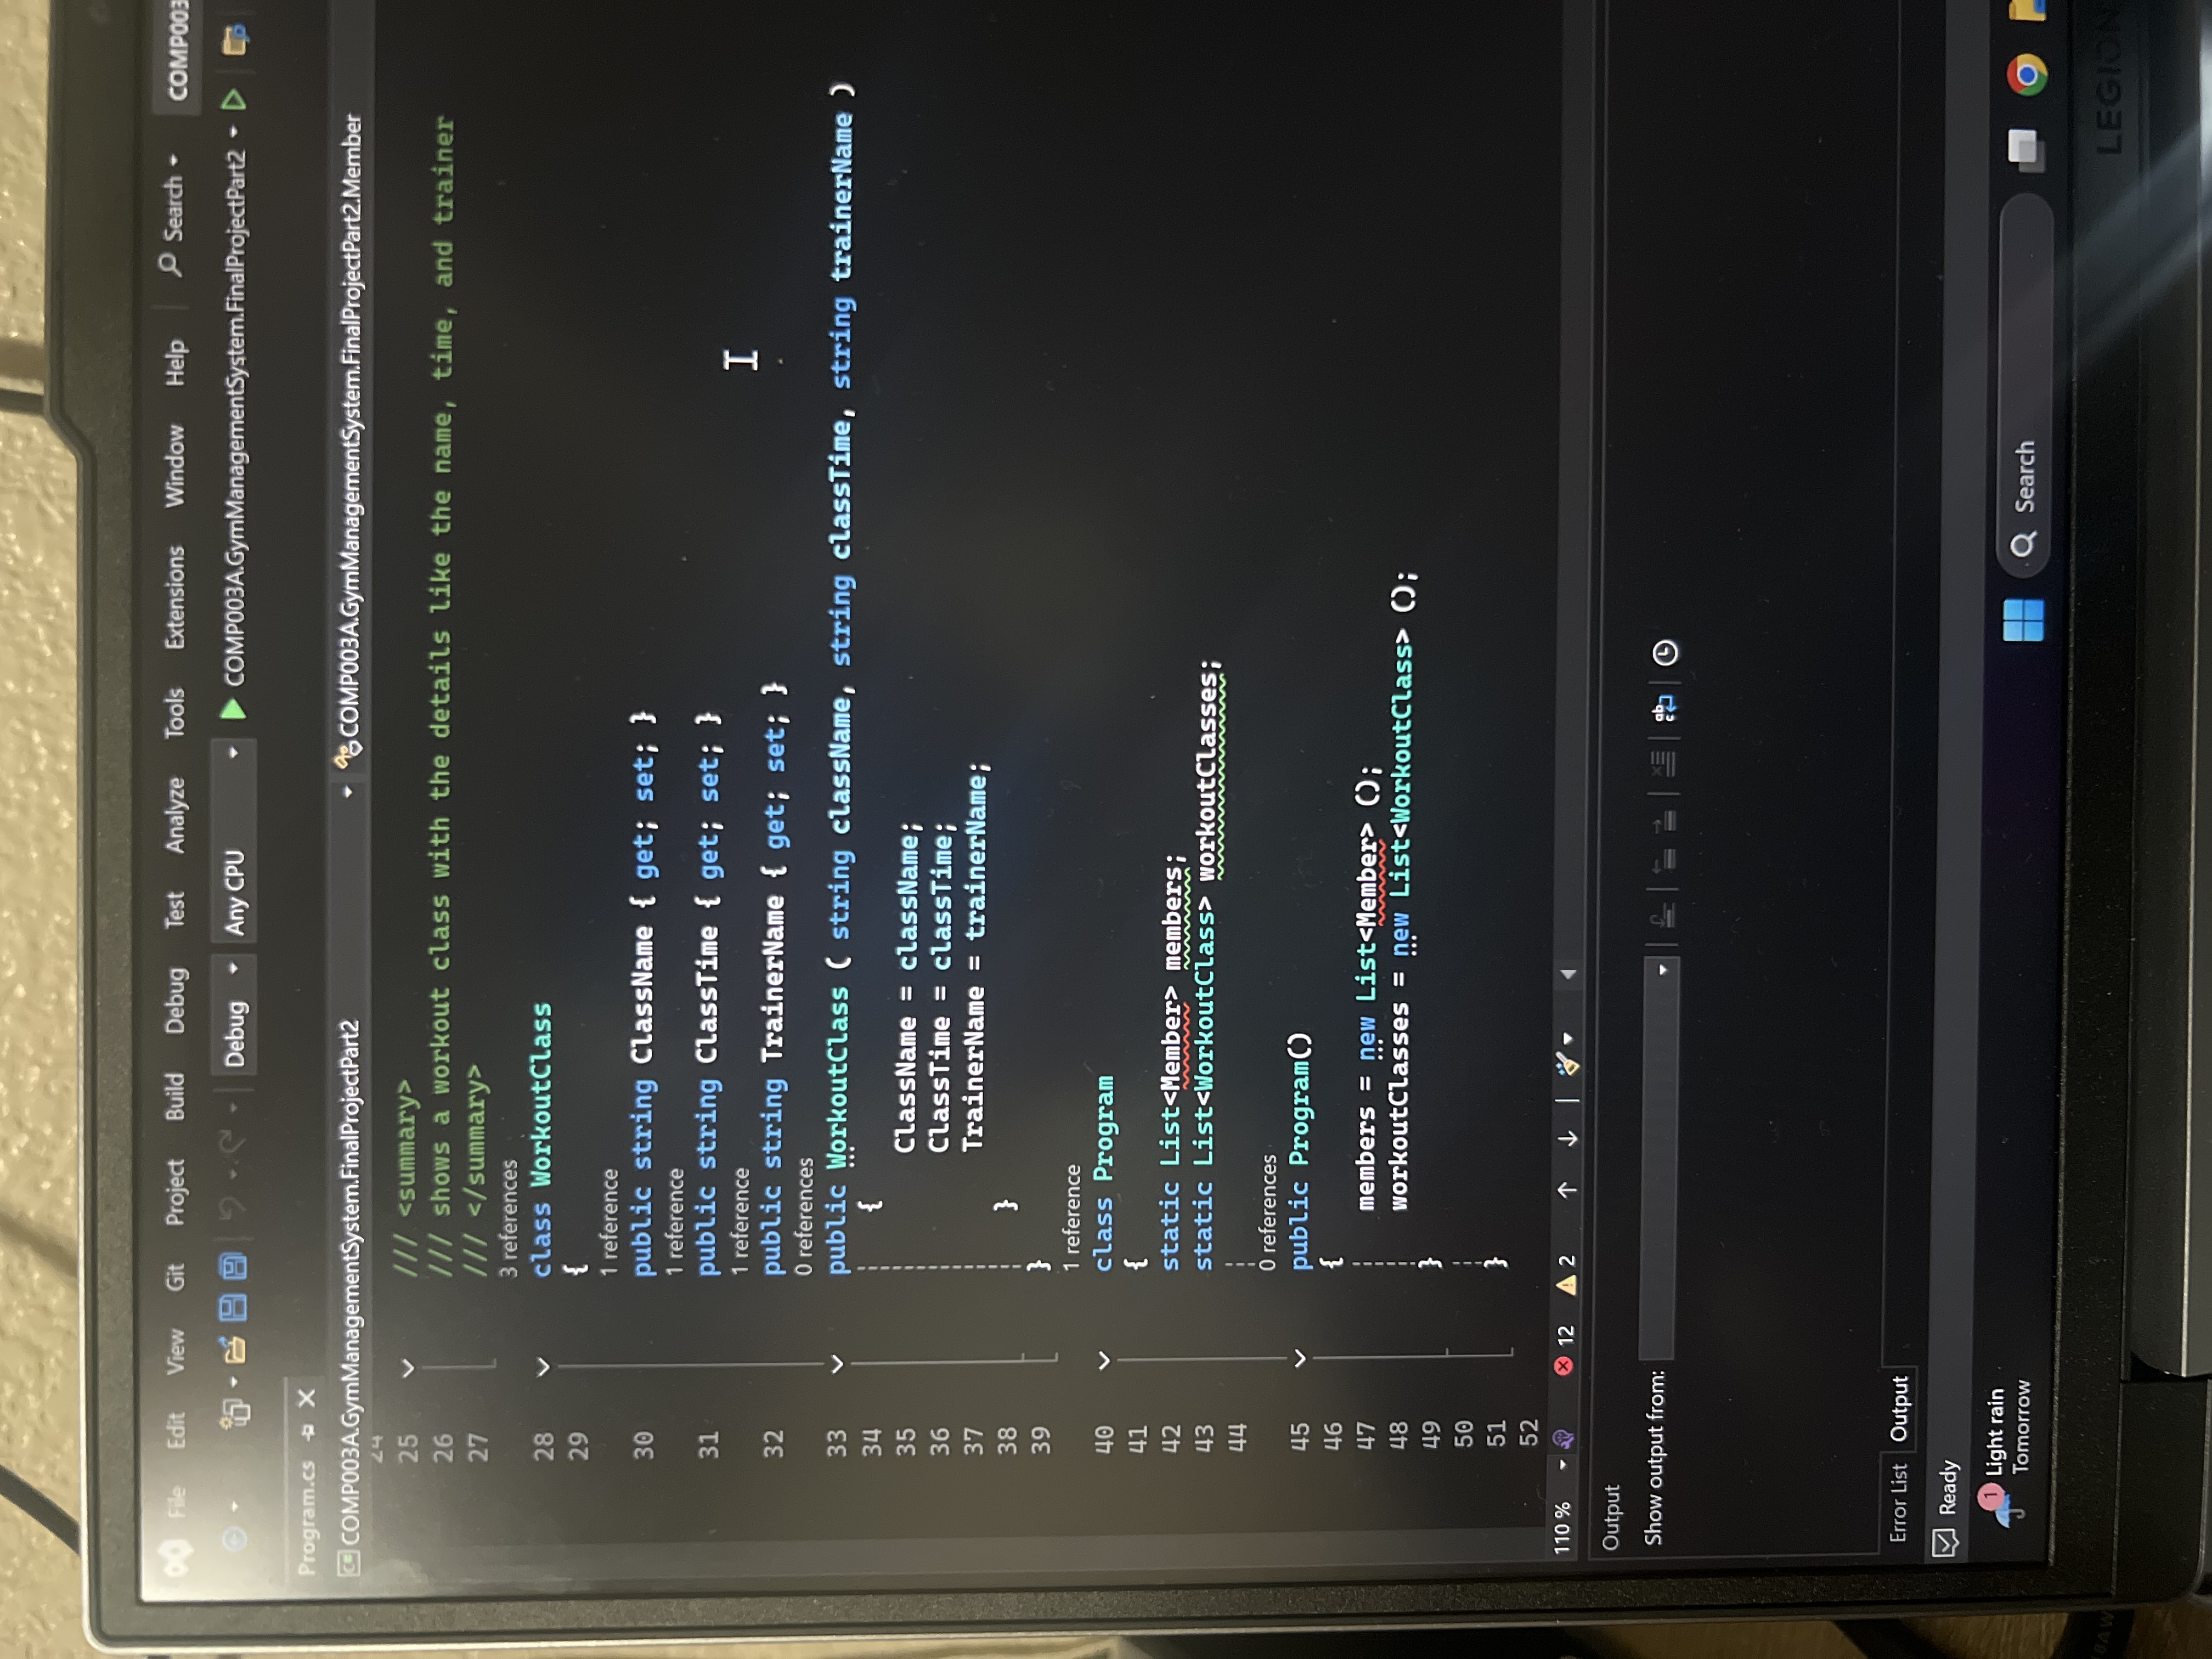 File Edit View Git Project Build Debug Test Analyze Tools Extensions Window Help Search COMP003
Debug Any CPU COMP003A.GymManagementSystem.FinalProjectPart2
Program.cs
C# COMP003A.GymManagementSystem.FinalProjectPart2 COMP003A.GymManagementSystem.FinalProjectPart2.Member
24
25 /// <summary>
26 /// shows a workout class with the details like the name, time, and trainer
27 /// </summary>
3 references
28 class WorkoutClass
29 {
1 reference
30 public string ClassName { get; set; }
1 reference
31 public string ClassTime { get; set; }
1 reference
32 public string TrainerName { get; set; }
0 references
33 public WorkoutClass ( string className, string classTime, string trainerName )
34 {
35 ClassName = className;
36 ClassTime = classTime;
37 TrainerName = trainerName;
38 }
39 }
1 reference
40 class Program
41 {
42 static List<Member> members;
43 static List<WorkoutClass> workoutClasses;
44
0 references
45 public Program()
46 {
47 members = new List<Member> ();
48 workoutClasses = new List<WorkoutClass> ();
49 }
50
51 }
52
110 % 12 2
Output
Show output from:
Error List Output
Ready
1 Light rain
Tomorrow
Search
LEGION